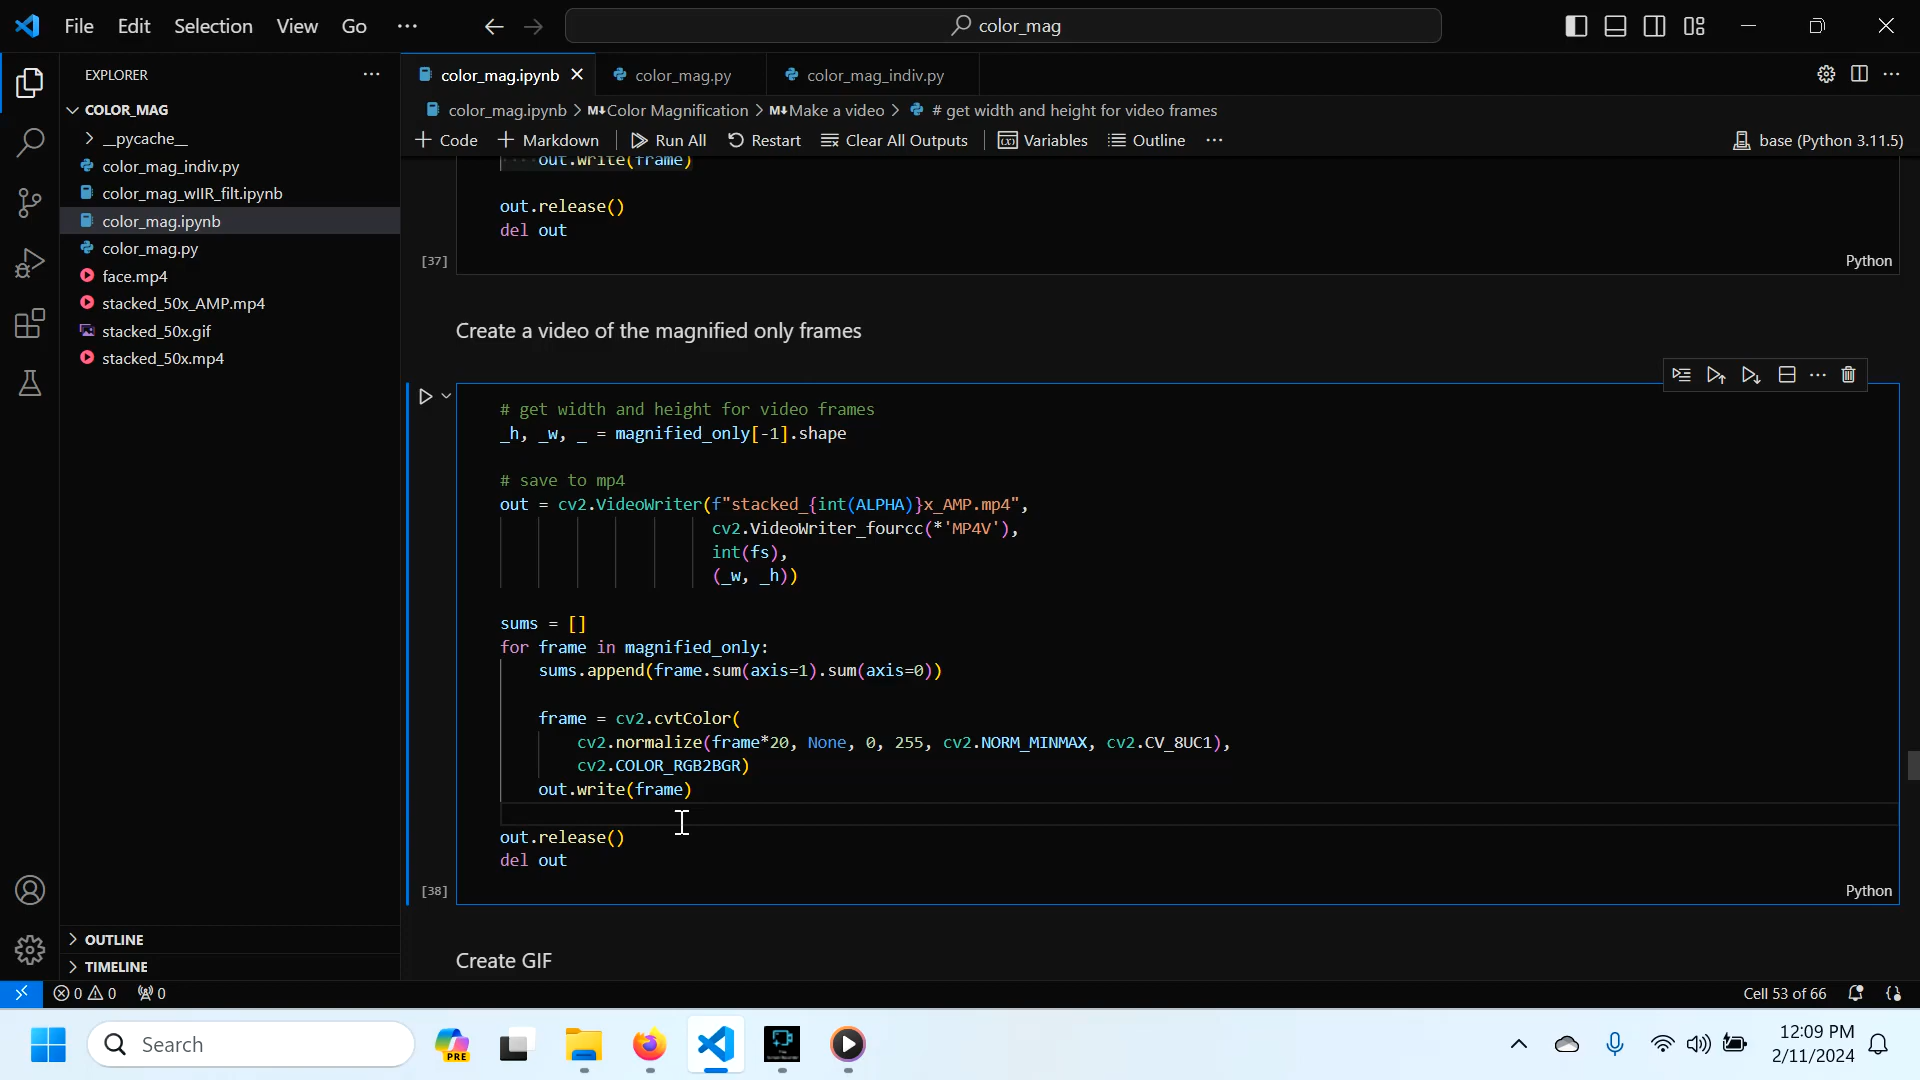 File Edit Selection View Go ···
color_mag
EXPLORER
COLOR_MAG
__pycache__
color_mag_indiv.py
color_mag_wIIR_filt.ipynb
color_mag.ipynb
color_mag.py
face.mp4
stacked_50x_AMP.mp4
stacked_50x.gif
stacked_50x.mp4
OUTLINE
TIMELINE
color_mag.ipynb color_mag.py color_mag_indiv.py
color_mag.ipynb > M↓Color Magnification > M↓Make a video > # get width and height for video frames
+ Code + Markdown Run All Restart Clear All Outputs Variables Outline ··· base (Python 3.11.5)
out.write(frame)
out.release()
del out
[37] Python
Create a video of the magnified only frames
# get width and height for video frames
_h, _w, _ = magnified_only[-1].shape
# save to mp4
out = cv2.VideoWriter(f"stacked_{int(ALPHA)}x_AMP.mp4",
cv2.VideoWriter_fourcc(*'MP4V'),
int(fs),
(_w, _h))
sums = []
for frame in magnified_only:
sums.append(frame.sum(axis=1).sum(axis=0))
frame = cv2.cvtColor(
cv2.normalize(frame*20, None, 0, 255, cv2.NORM_MINMAX, cv2.CV_8UC1),
cv2.COLOR_RGB2BGR)
out.write(frame)
out.release()
del out
[38] Python
Create GIF
0 0 0 Cell 53 of 66
Search
PRE
12:09 PM
2/11/2024